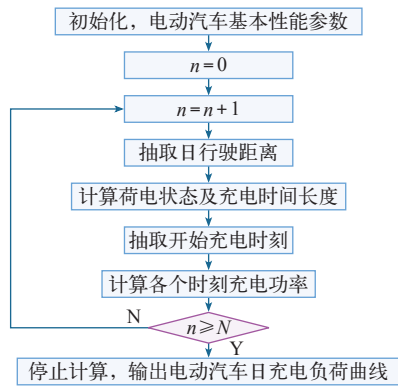 初始化，电动汽车基本性能参数
n=0
n=n+1
抽取日行驶距离
计算荷电状态及充电时间长度
抽取开始充电时刻
计算各个时刻充电功率
N
n≥N
Y
停止计算，输出电动汽车日充电负荷曲线